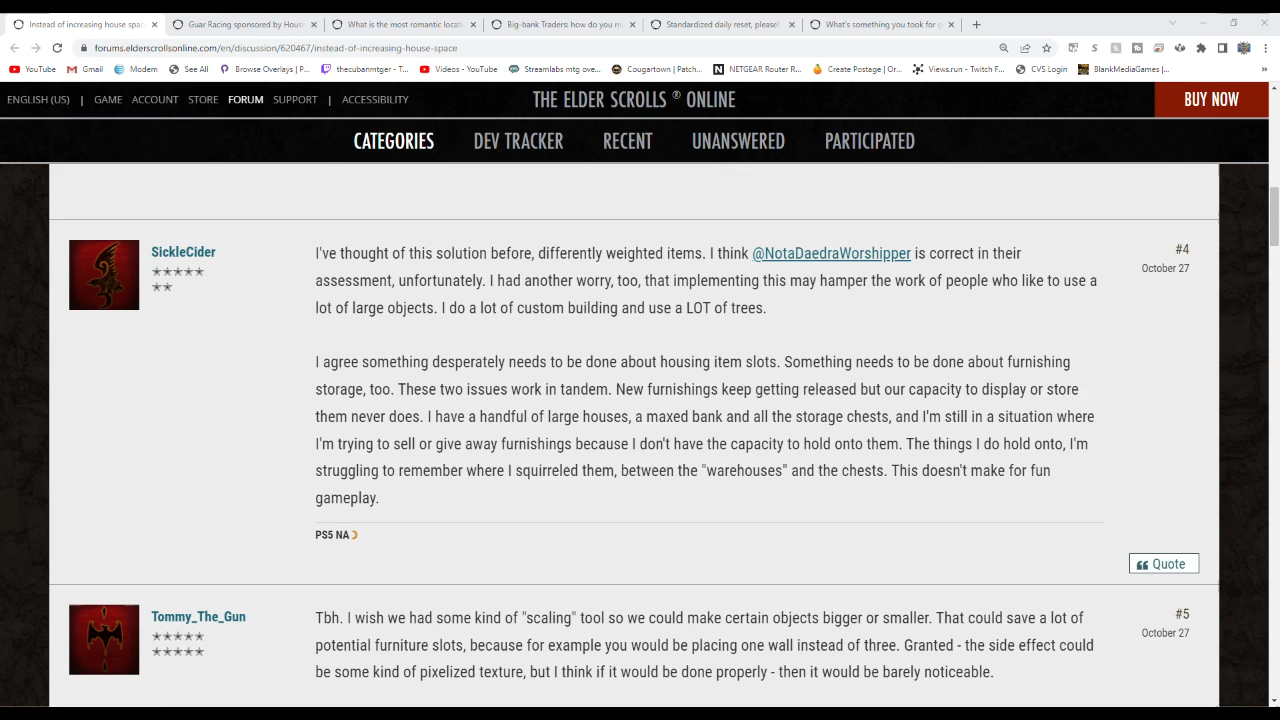 Instead of increasing house spac
Guar Racing sponsored by Hous
What is the most romantic locati
Big-bank Traders: how do you m
Standardized daily reset, please!
What's something you took for g
forums.elderscrollsonline.com/en/discussion/620467/instead-of-increasing-house-space
YouTube
Gmail
Modem
See All
Browse Overlays | P...
thecubanmtger - T...
Videos - YouTube
Streamlabs mtg ove...
Cougartown | Patch...
NETGEAR Router R...
Create Postage | Or...
Views.run - Twitch F...
CVS Login
BlankMediaGames |...
»
ENGLISH (US) | GAME ACCOUNT STORE FORUM SUPPORT | ACCESSIBILITY
THE ELDER SCROLLS ® ONLINE
BUY NOW
CATEGORIES DEV TRACKER RECENT UNANSWERED PARTICIPATED
SickleCider
#4
October 27
I've thought of this solution before, differently weighted items. I think @NotaDaedraWorshipper is correct in their
assessment, unfortunately. I had another worry, too, that implementing this may hamper the work of people who like to use a
lot of large objects. I do a lot of custom building and use a LOT of trees.
I agree something desperately needs to be done about housing item slots. Something needs to be done about furnishing
storage, too. These two issues work in tandem. New furnishings keep getting released but our capacity to display or store
them never does. I have a handful of large houses, a maxed bank and all the storage chests, and I'm still in a situation where
I'm trying to sell or give away furnishings because I don't have the capacity to hold onto them. The things I do hold onto, I'm
struggling to remember where I squirreled them, between the "warehouses" and the chests. This doesn't make for fun
gameplay.
PS5 NA
Quote
Tommy_The_Gun
#5
October 27
Tbh. I wish we had some kind of "scaling" tool so we could make certain objects bigger or smaller. That could save a lot of
potential furniture slots, because for example you would be placing one wall instead of three. Granted - the side effect could
be some kind of pixelized texture, but I think if it would be done properly - then it would be barely noticeable.